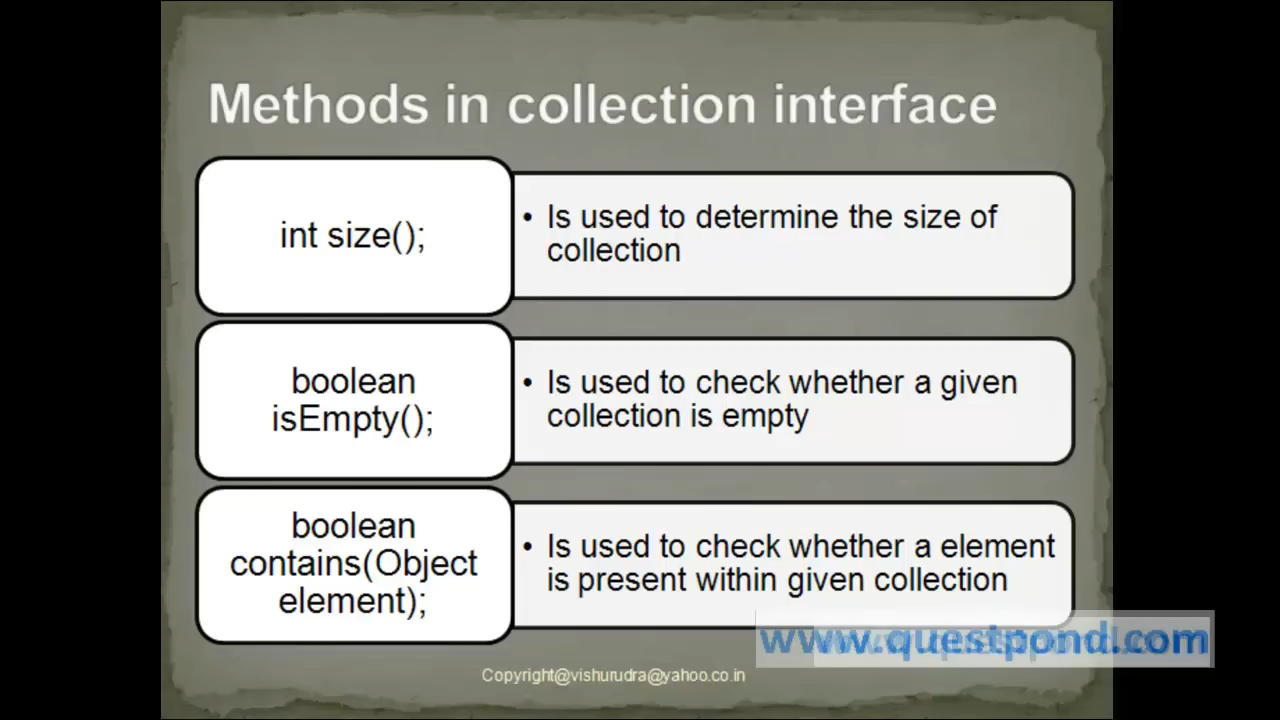 Methods in collection interface
int size();
• Is used to determine the size of
collection
boolean
isEmpty();
• Is used to check whether a given
collection is empty
boolean
contains(Object
element);
• Is used to check whether a element
is present within given collection
www.questpond.com
Copyright@vishurudra@yahoo.co.in